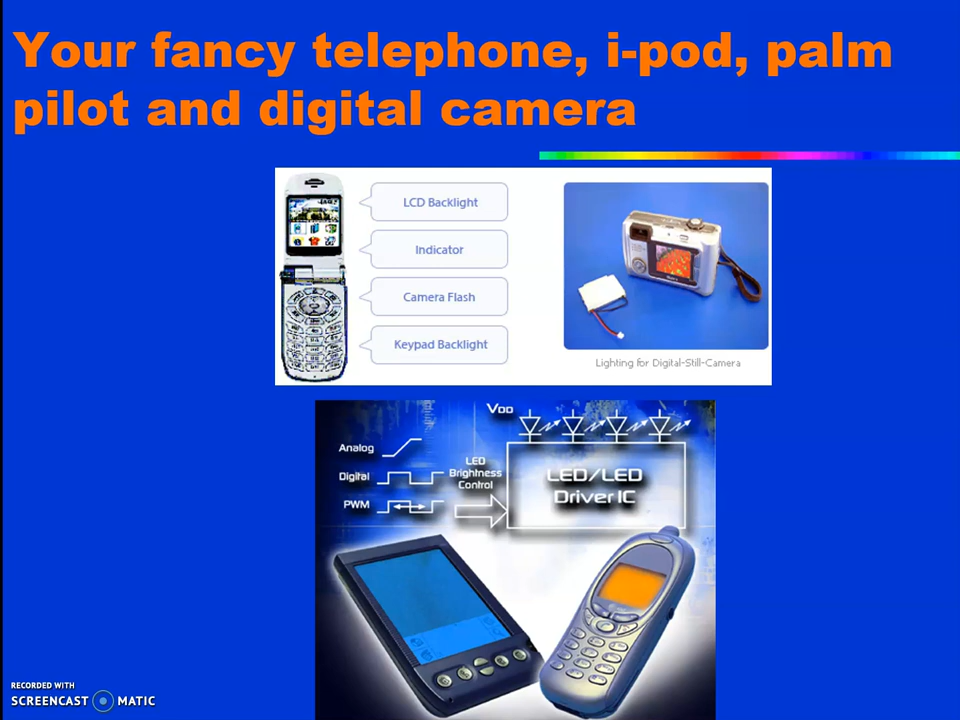 Your fancy telephone, i-pod, palm
pilot and digital camera
LCD Backlight
Indicator
Camera Flash
Keypad Backlight
Lighting for Digital-Still-Camera
VDD
Analog
Digital
PWM
LED
Brightness
Control
LED/LED
Driver IC
RECORDED WITH
SCREENCAST MATIC